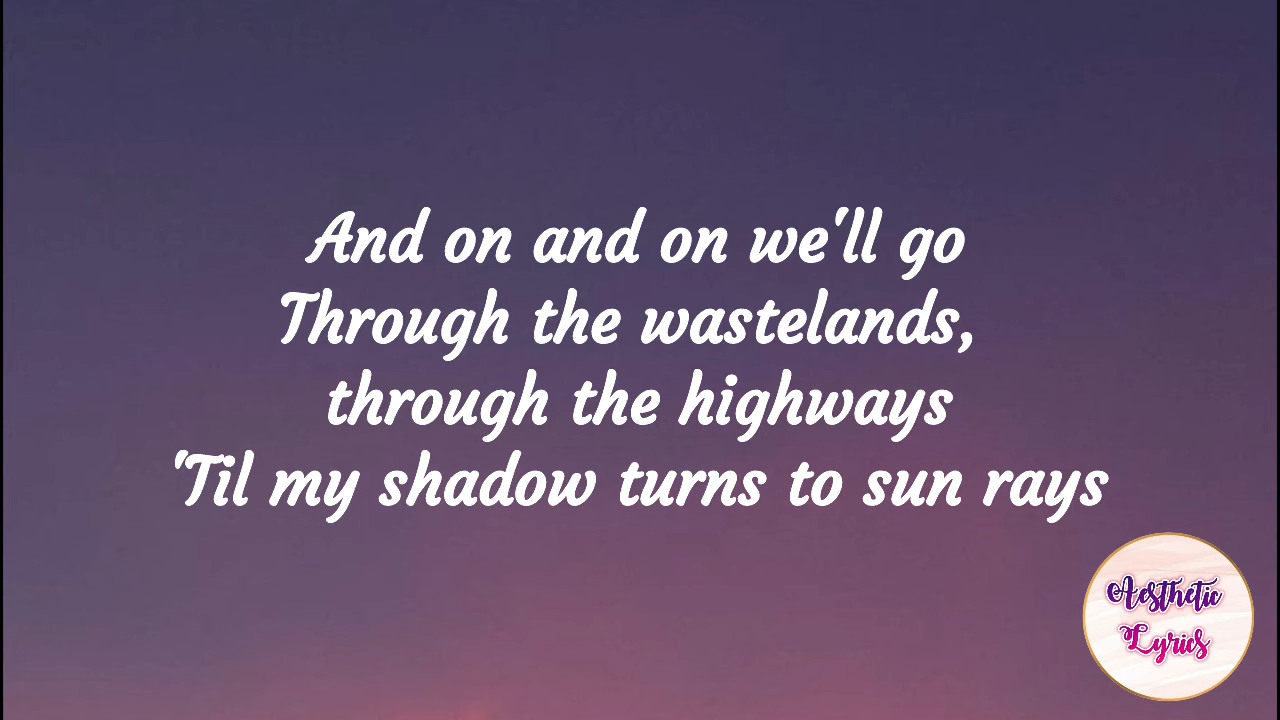 And on and on we'll go
Through the wastelands,
through the highways
'Til my shadow turns to sun rays
Aesthetic
Lyrics